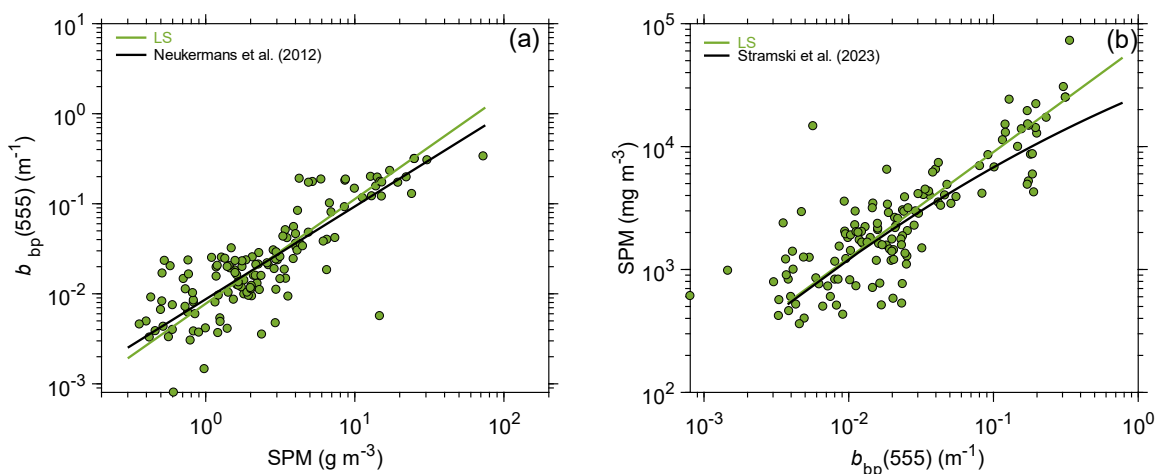 (a)
LS
Neukermans et al. (2012)
10¹
10⁰
10⁻¹
10⁻²
10⁻³
b_bp(555) (m⁻¹)
10⁰ 10¹ 10²
SPM (g m⁻³)
(b)
LS
Stramski et al. (2023)
10⁵
10⁴
10³
10²
SPM (mg m⁻³)
10⁻³ 10⁻² 10⁻¹ 10⁰
b_bp(555) (m⁻¹)